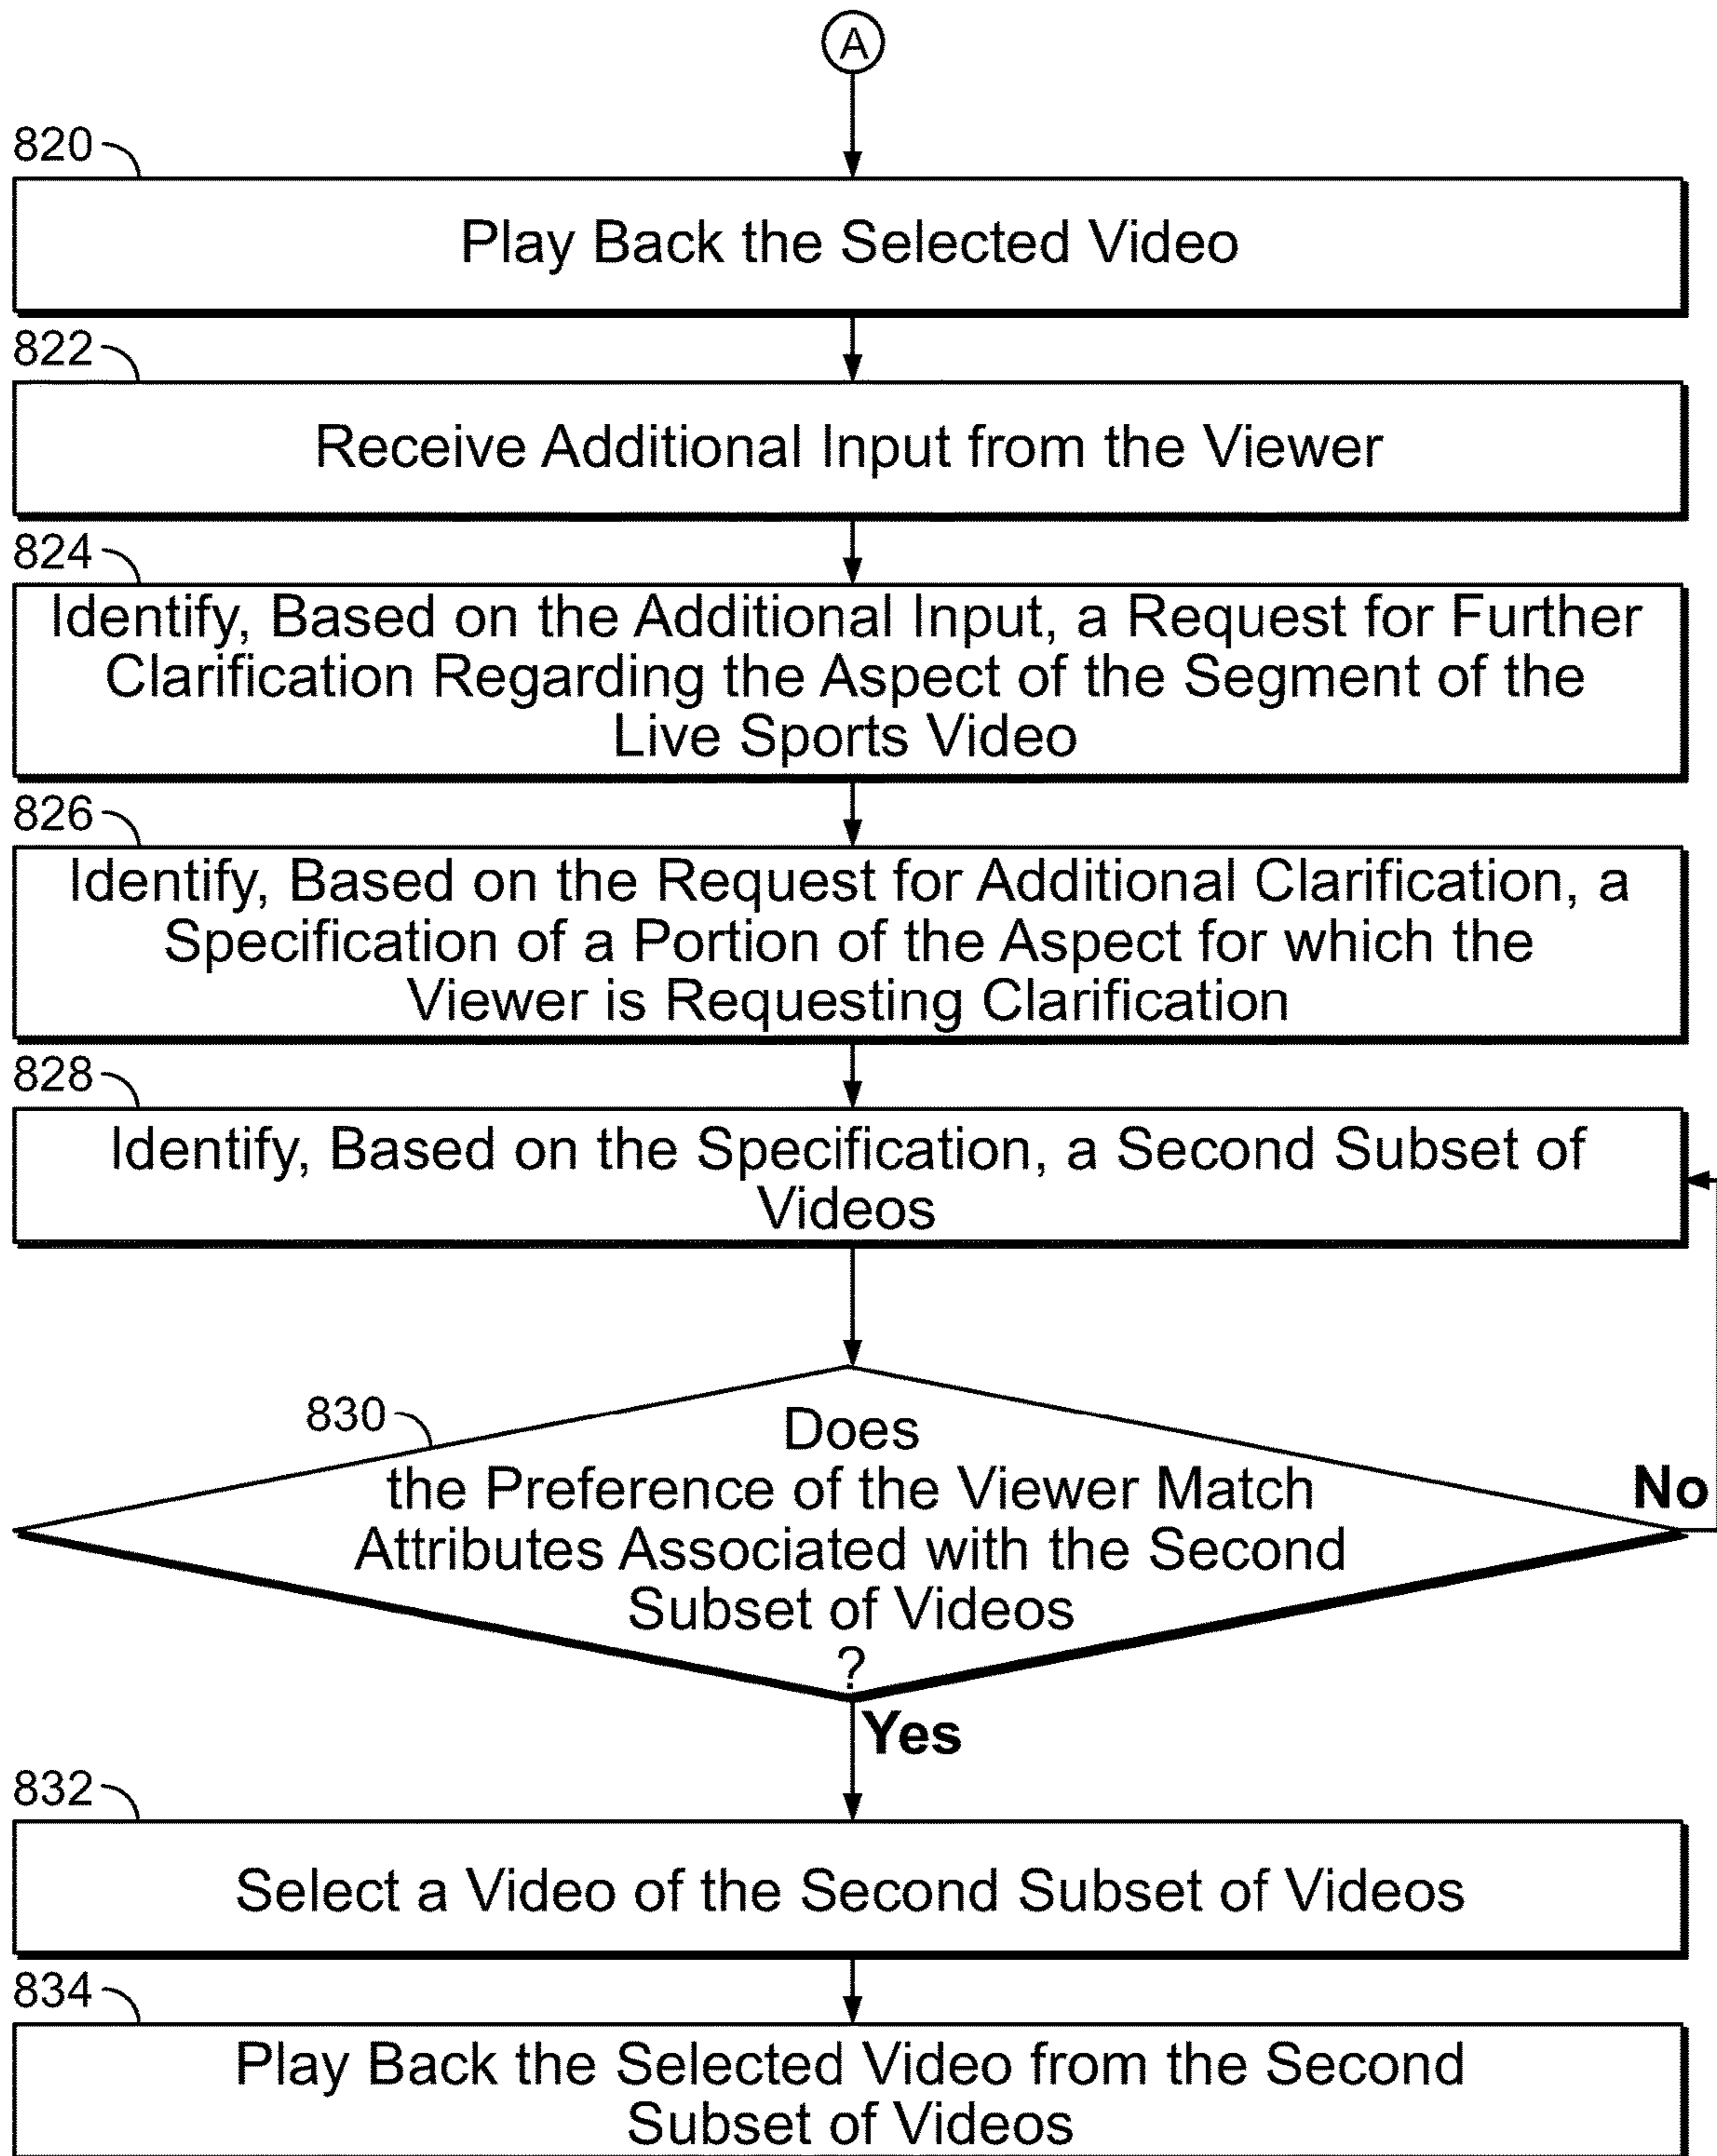 A
820
Play Back the Selected Video
822
Receive Additional Input from the Viewer
824
Identify, Based on the Additional Input, a Request for Further
Clarification Regarding the Aspect of the Segment of the
Live Sports Video
826
Identify, Based on the Request for Additional Clarification, a
Specification of a Portion of the Aspect for which the
Viewer is Requesting Clarification
828
Identify, Based on the Specification, a Second Subset of
Videos
830
Does
the Preference of the Viewer Match
Attributes Associated with the Second
Subset of Videos
?
No
Yes
832
Select a Video of the Second Subset of Videos
834
Play Back the Selected Video from the Second
Subset of Videos